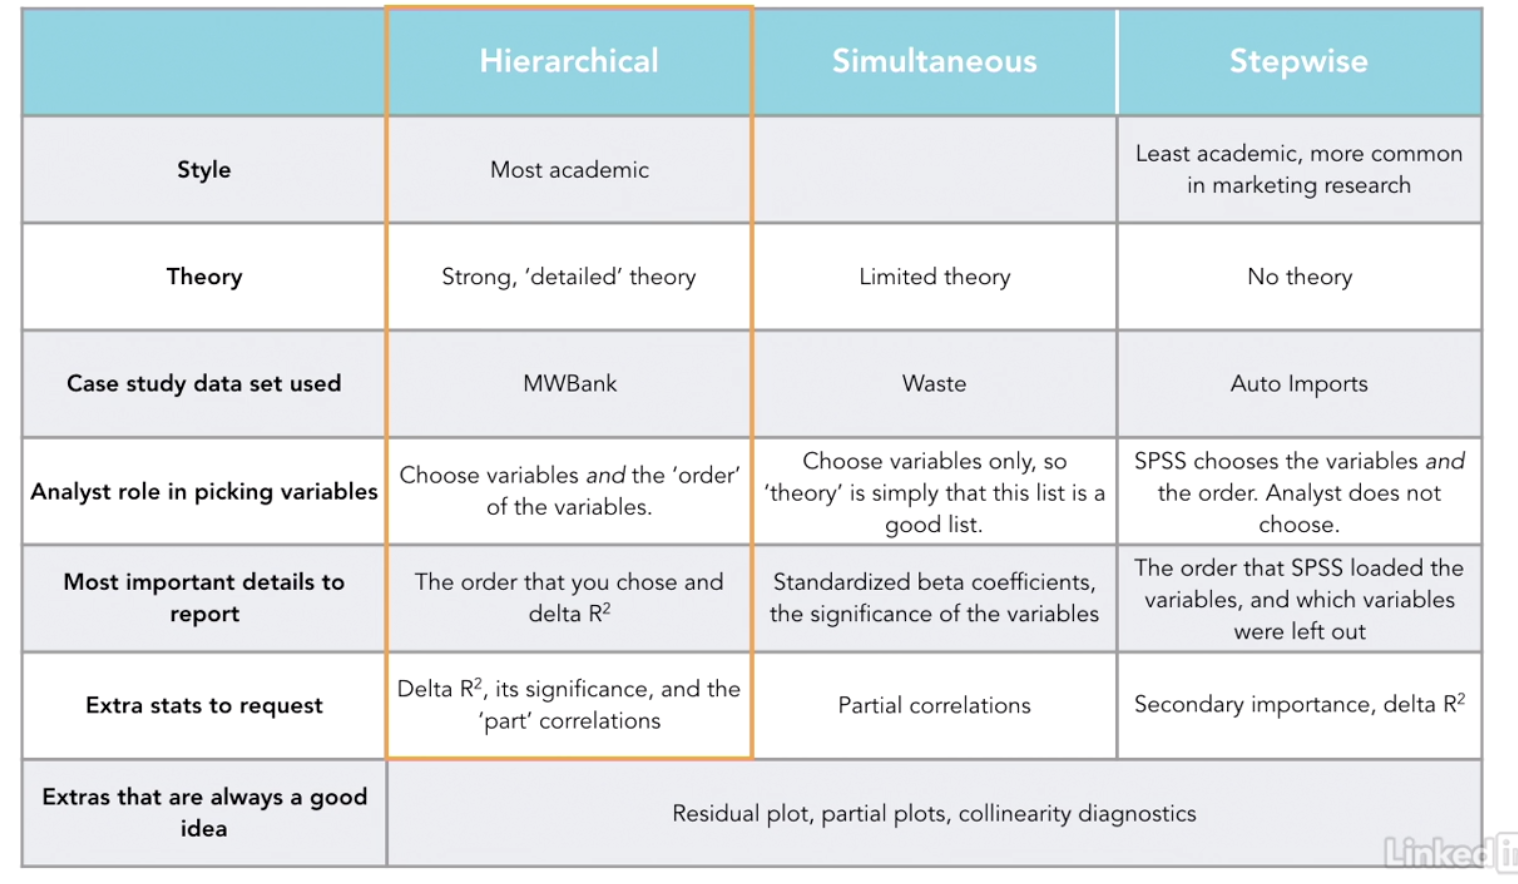 Hierarchical
Simultaneous
Stepwise
Style
Most academic
Least academic, more common
in marketing research
Theory
Strong, ‘detailed’ theory
Limited theory
No theory
Case study data set used
MWBank
Waste
Auto Imports
Analyst role in picking variables
Choose variables and the ‘order’
of the variables.
Choose variables only, so
‘theory’ is simply that this list is a
good list.
SPSS chooses the variables and
the order. Analyst does not
choose.
Most important details to
report
The order that you chose and
delta R²
Standardized beta coefficients,
the significance of the variables
The order that SPSS loaded the
variables, and which variables
were left out
Extra stats to request
Delta R², its significance, and the
‘part’ correlations
Partial correlations
Secondary importance, delta R²
Extras that are always a good
idea
Residual plot, partial plots, collinearity diagnostics
Linked in